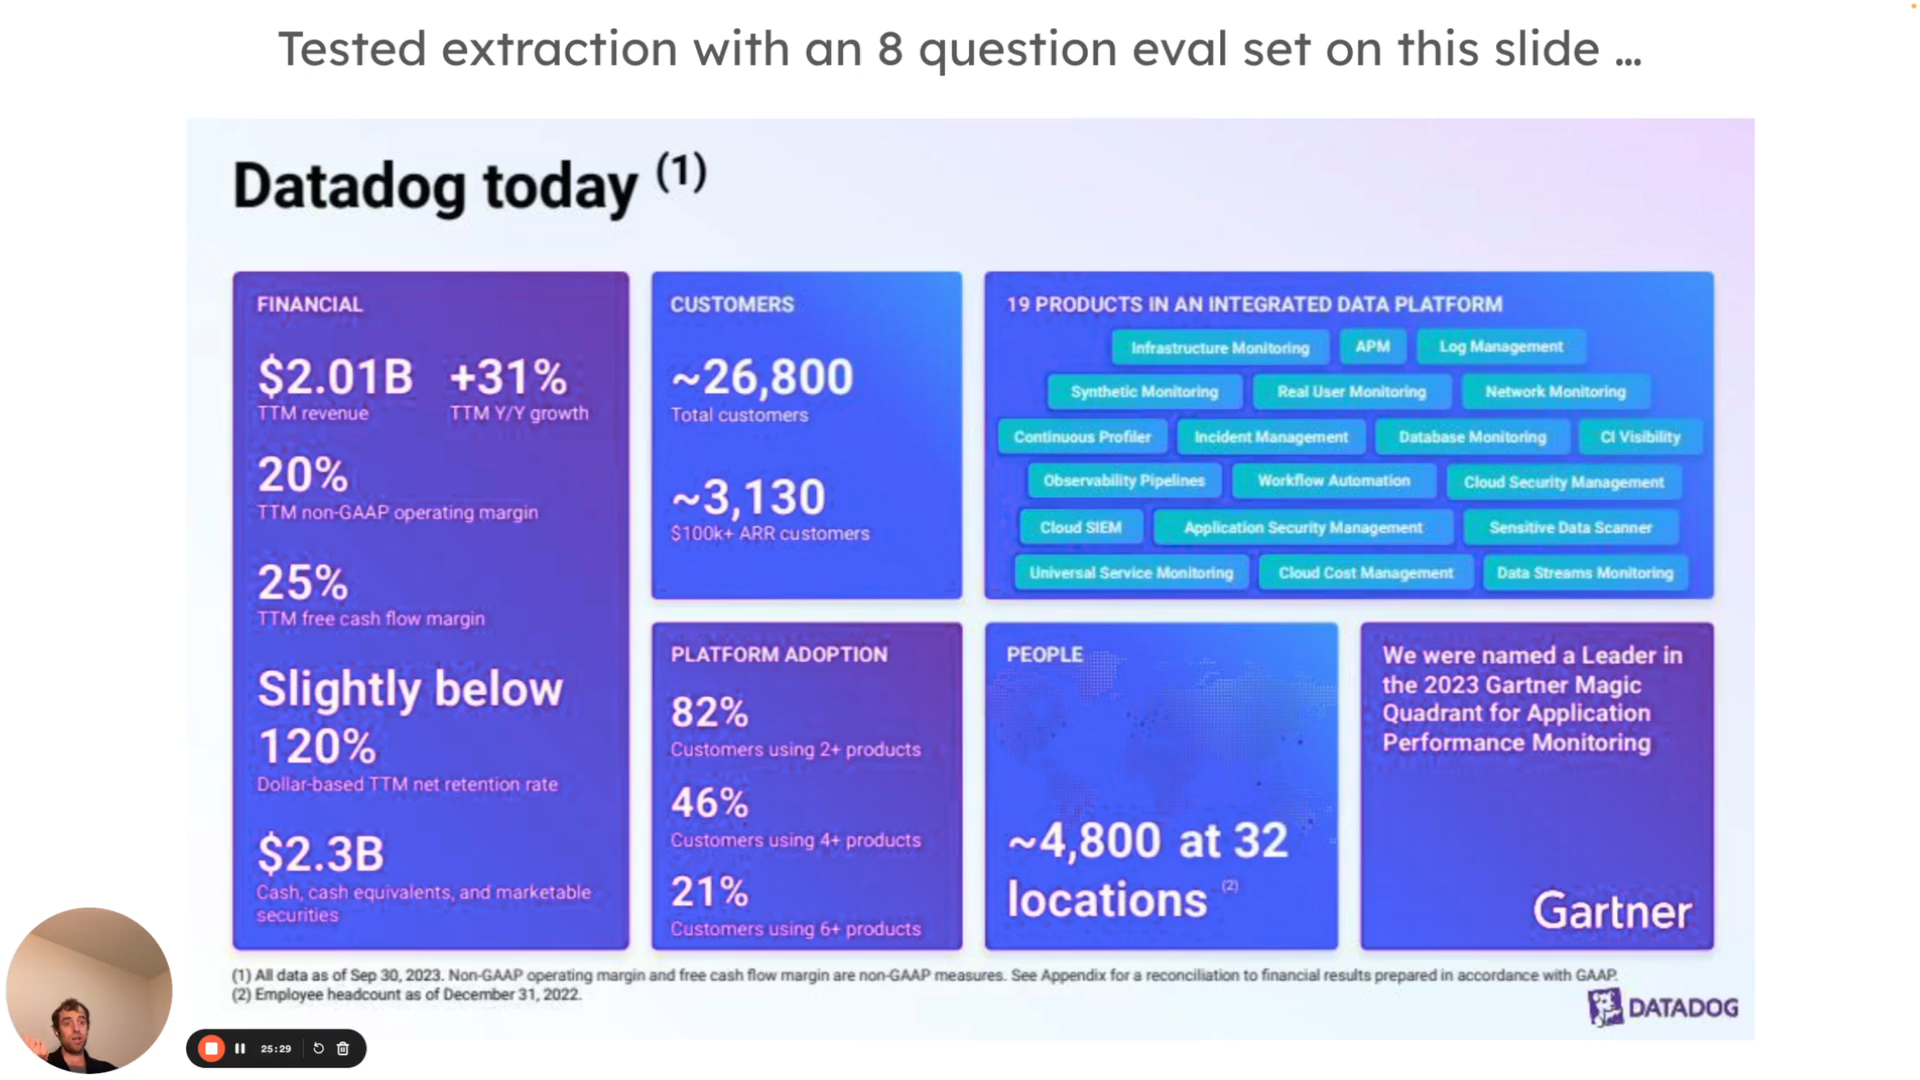 Tested extraction with an 8 question eval set on this slide ...
Datadog today (1)
FINANCIAL
$2.01B +31%
TTM revenue TTM Y/Y growth
20%
TTM non-GAAP operating margin
25%
TTM free cash flow margin
Slightly below
120%
Dollar-based TTM net retention rate
$2.3B
Cash, cash equivalents, and marketable
securities
CUSTOMERS
~26,800
Total customers
~3,130
$100k+ ARR customers
19 PRODUCTS IN AN INTEGRATED DATA PLATFORM
Infrastructure Monitoring APM Log Management
Synthetic Monitoring Real User Monitoring Network Monitoring
Continuous Profiler Incident Management Database Monitoring CI Visibility
Observability Pipelines Workflow Automation Cloud Security Management
Cloud SIEM Application Security Management Sensitive Data Scanner
Universal Service Monitoring Cloud Cost Management Data Streams Monitoring
PLATFORM ADOPTION
82%
Customers using 2+ products
46%
Customers using 4+ products
21%
Customers using 6+ products
PEOPLE
~4,800 at 32
locations (2)
We were named a Leader in
the 2023 Gartner Magic
Quadrant for Application
Performance Monitoring
Gartner
(1) All data as of Sep 30, 2023. Non-GAAP operating margin and free cash flow margin are non-GAAP measures. See Appendix for a reconciliation to financial results prepared in accordance with GAAP.
(2) Employee headcount as of December 31, 2022.
DATADOG
25:29